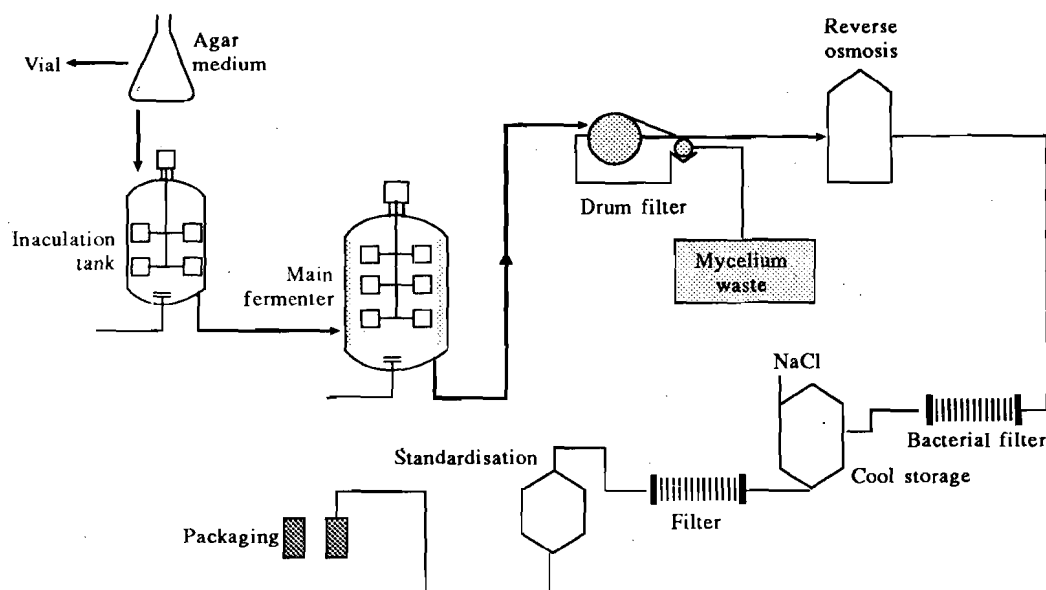 Vial
Agar
medium
Inaculation
tank
Main
fermenter
Drum filter
Mycelium
waste
Reverse
osmosis
NaCl
Bacterial filter
Cool storage
Filter
Standardisation
Packaging